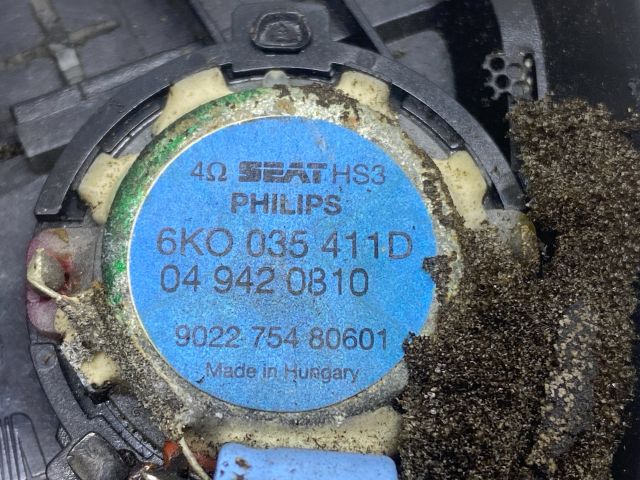 4Ω SEAT HS3
PHILIPS
6K0 035 411D
04 942 0810
9022 754 80601
Made in Hungary